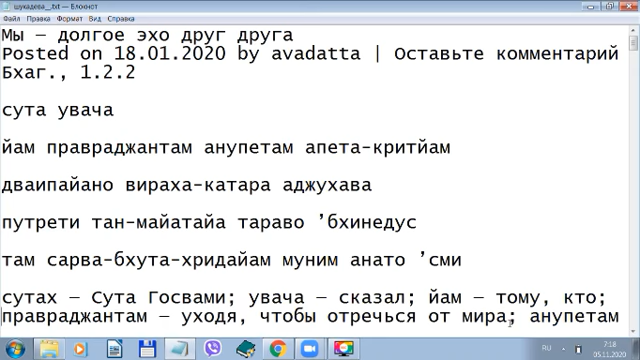 шукадева__.txt — Блокнот
Файл Правка Формат Вид Справка
Мы – долгое эхо друг друга
Posted on 18.01.2020 by avadatta | Оставьте комментарий
Бхаг., 1.2.2
сута увача
йам правраджантам анупетам апета-критйам
дваипайано вираха-катара аджухава
путрети тан-майатайа тараво ’бхинедус
там сарва-бхута-хридайам муним анато ’сми
сутах – Сута Госвами; увача – сказал; йам – тому, кто;
правраджантам – уходя, чтобы отречься от мира; анупетам
RU
7:18
05.11.2020